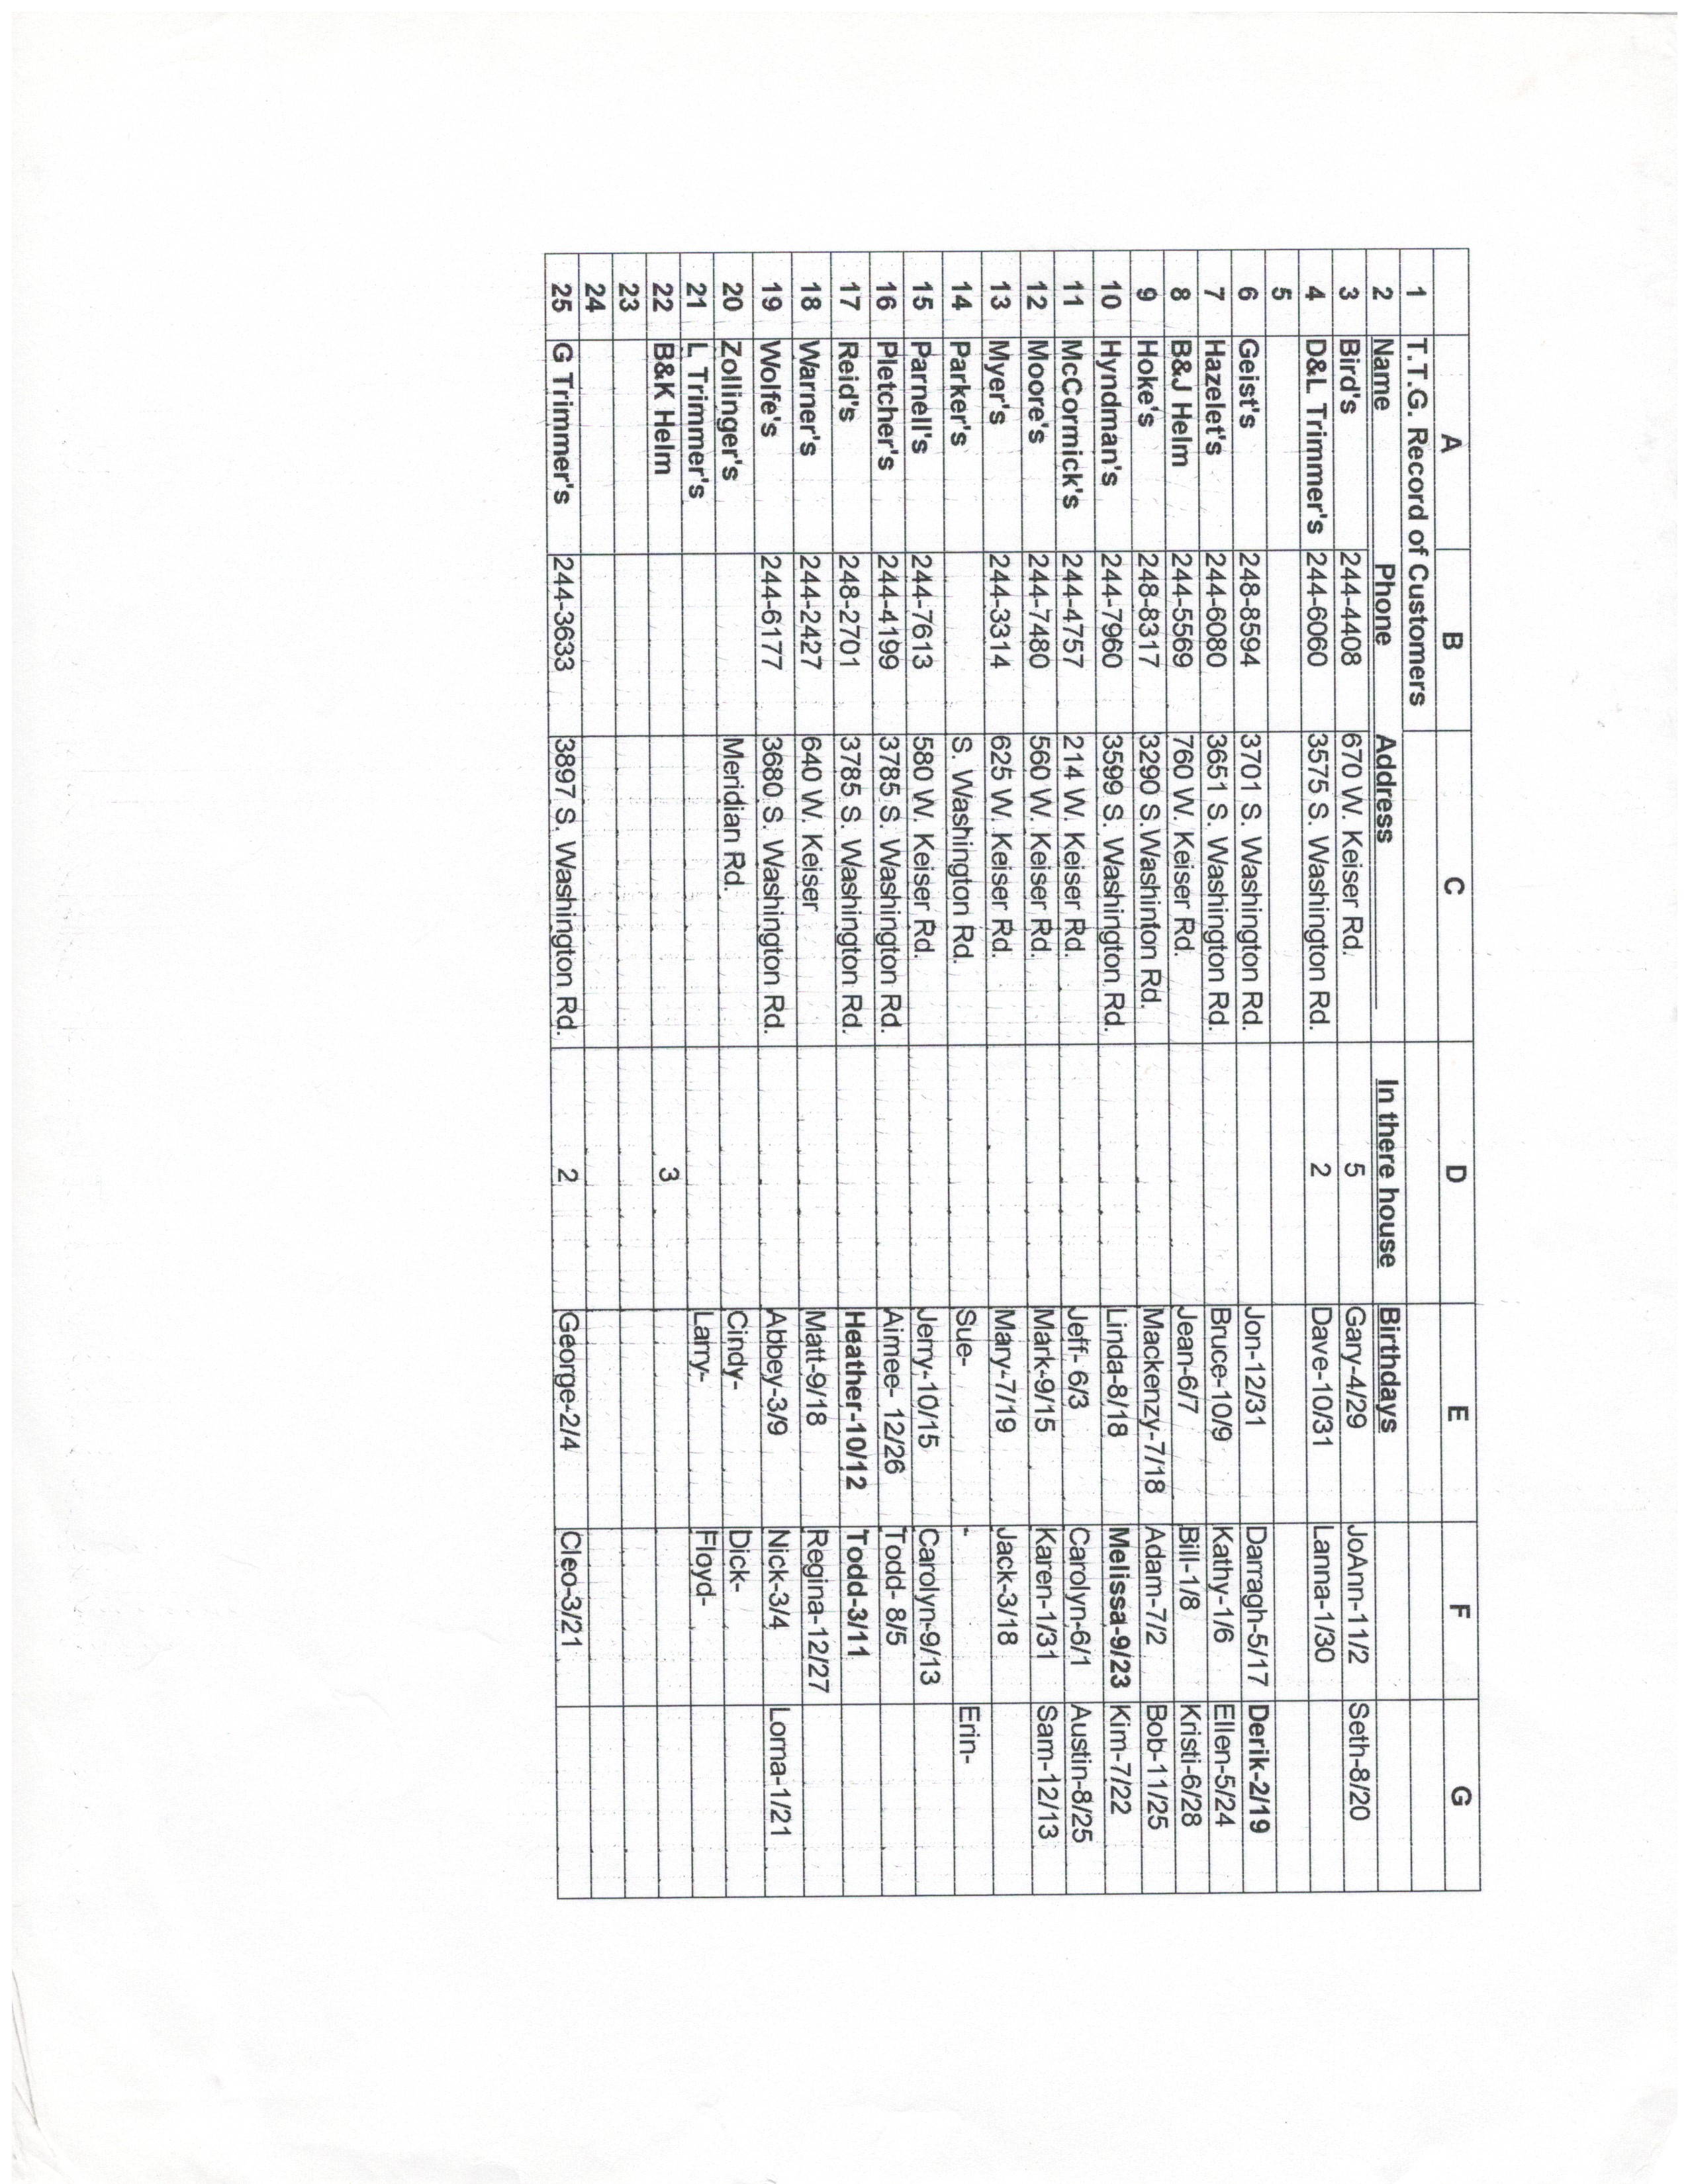 A B C D E F G
1 T.T.G. Record of Customers
2 Name Phone Address In there house Birthdays
3 Bird's 244-4408 670 W. Keiser Rd. 5 Gary-4/29 JoAnn-11/2 Seth-8/20
4 D&L Trimmer's 244-6060 3575 S. Washington Rd. 2 Dave-10/31 Lanna-1/30
5
6 Geist's 248-8594 3701 S. Washington Rd. Jon-12/31 Darragh-5/17 Derik-2/19
7 Hazelet's 244-6080 3651 S. Washington Rd. Bruce-10/9 Kathy-1/6 Ellen-5/24
8 B&J Helm 244-5569 760 W. Keiser Rd. Jean-6/7 Bill-1/8 Kristi-6/28
9 Hoke's 248-8317 3290 S.Washinton Rd. Mackenzy-7/18 Adam-7/2 Bob-11/25
10 Hyndman's 244-7960 3599 S. Washington Rd. Linda-8/18 Melissa-9/23 Kim-7/22
11 McCormick's 244-4757 214 W. Keiser Rd. Jeff- 6/3 Carolyn-6/1 Austin-8/25
12 Moore's 244-7480 560 W. Keiser Rd. Mark-9/15 Karen-1/31 Sam-12/13
13 Myer's 244-3314 625 W. Keiser Rd. Mary-7/19 Jack-3/18
14 Parker's S. Washington Rd. Sue- - Erin-
15 Parnell's 244-7613 580 W. Keiser Rd. Jerry-10/15 Carolyn-9/13
16 Pletcher's 244-4199 3785 S. Washington Rd. Aimee- 12/26 Todd- 8/5
17 Reid's 248-2701 3785 S. Washington Rd. Heather-10/12 Todd-3/11
18 Warner's 244-2427 640 W. Keiser Matt-9/18 Regina-12/27
19 Wolfe's 244-6177 3680 S. Washington Rd. Abbey-3/9 Nick-3/4 Lorna-1/21
20 Zollinger's Meridian Rd. Cindy- Dick-
21 L Trimmer's Larry- Floyd-
22 B&K Helm 3
23
24
25 G Trimmer's 244-3633 3897 S. Washington Rd. 2 George-2/4 Cleo-3/21